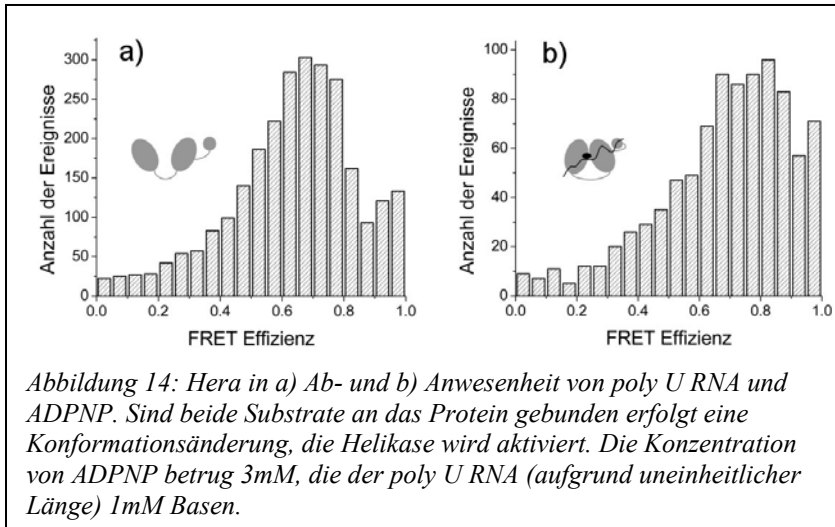 a)
300
250
200
150
100
50
0
Anzahl der Ereignisse
0.0 0.2 0.4 0.6 0.8 1.0
FRET Effizienz
b)
100
80
60
40
20
0
Anzahl der Ereignisse
0.0 0.2 0.4 0.6 0.8 1.0
FRET Effizienz
Abbildung 14: Hera in a) Ab- und b) Anwesenheit von poly U RNA und
ADPNP. Sind beide Substrate an das Protein gebunden erfolgt eine
Konformationsänderung, die Helikase wird aktiviert. Die Konzentration
von ADPNP betrug 3mM, die der poly U RNA (aufgrund uneinheitlicher
Länge) 1mM Basen.